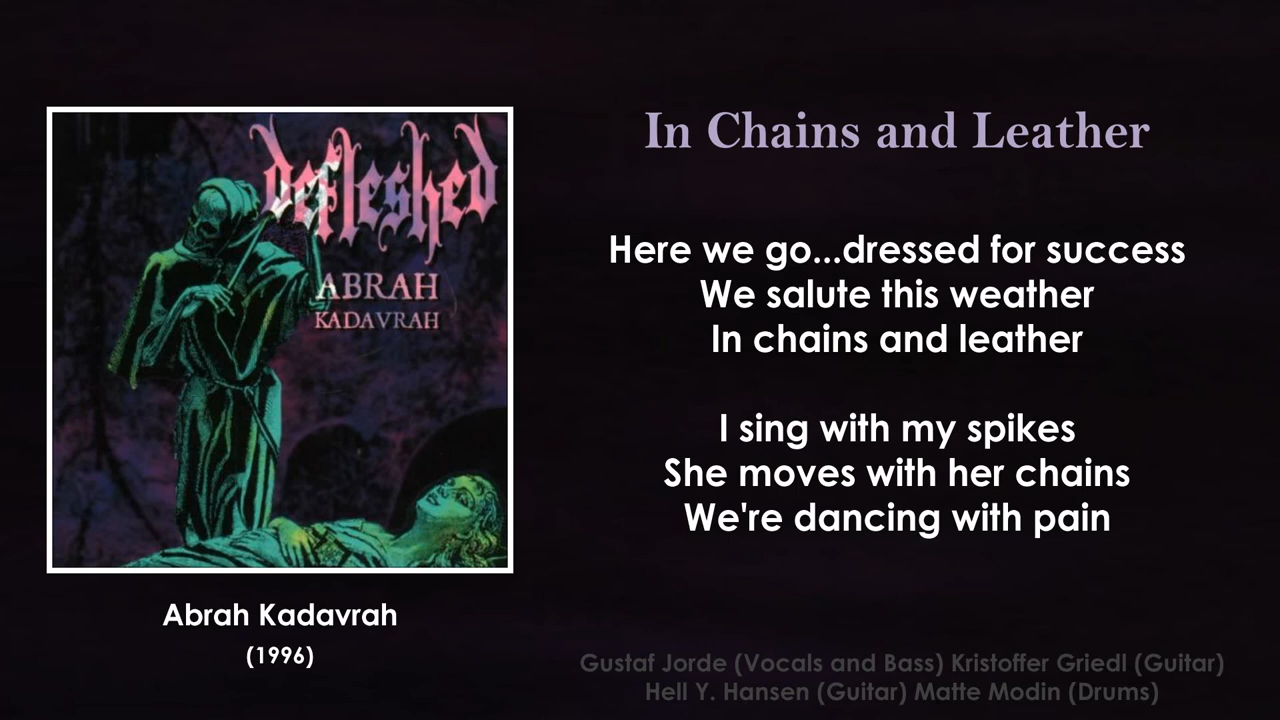 defleshed
ABRAH
KADAVRAH
Abrah Kadavrah
(1996)
In Chains and Leather
Here we go...dressed for success
We salute this weather
In chains and leather
I sing with my spikes
She moves with her chains
We're dancing with pain
Gustaf Jorde (Vocals and Bass) Kristoffer Griedl (Guitar)
Hell Y. Hansen (Guitar) Matte Modin (Drums)